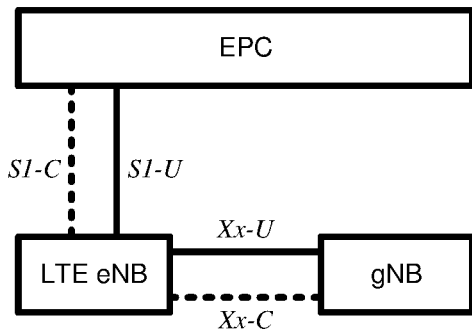 EPC
S1-C
S1-U
Xx-U
LTE eNB
gNB
Xx-C